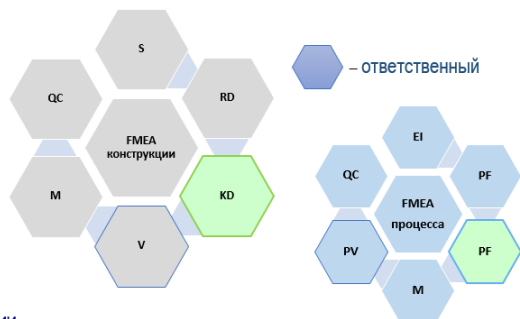 S
QC
RD
FMEA
конструкции
M
KD
V
– ответственный
EI
QC
PF
FMEA
процесса
PV
PF
M